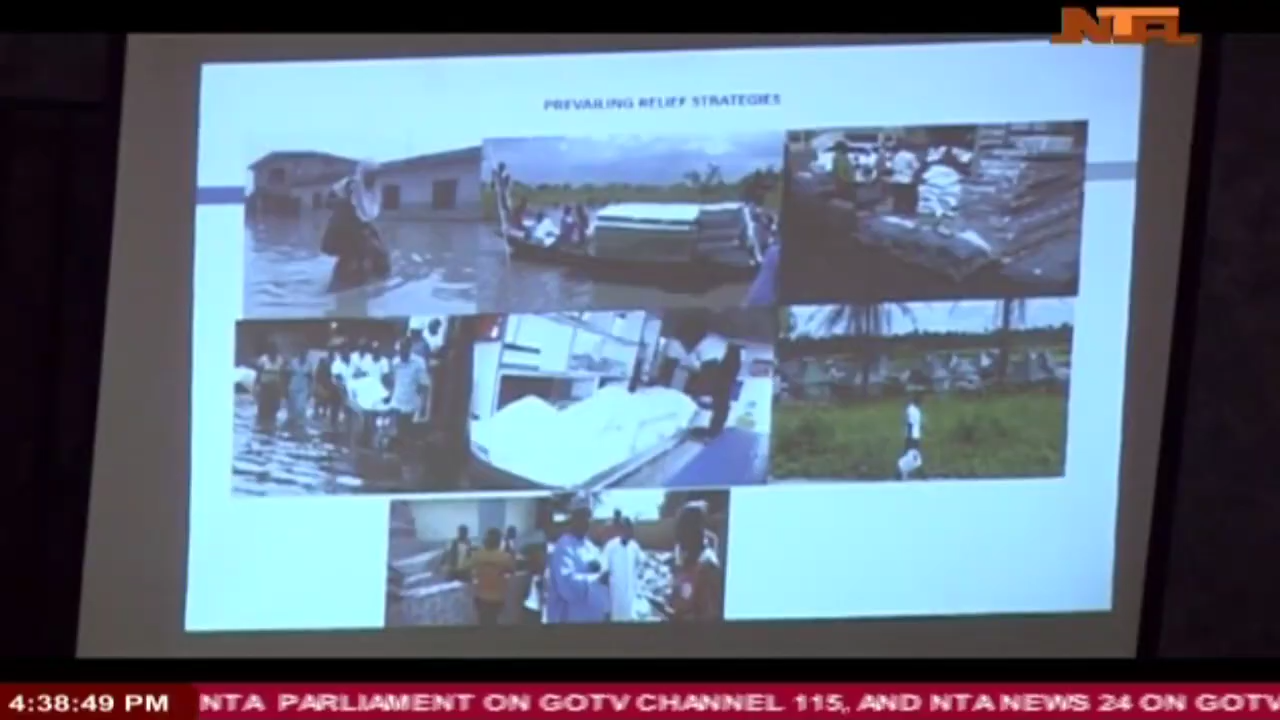 NTA
PREVAILING RELIEF STRATEGIES
4:38:49 PM
NTA PARLIAMENT ON GOTV CHANNEL 115, AND NTA NEWS 24 ON GOTV